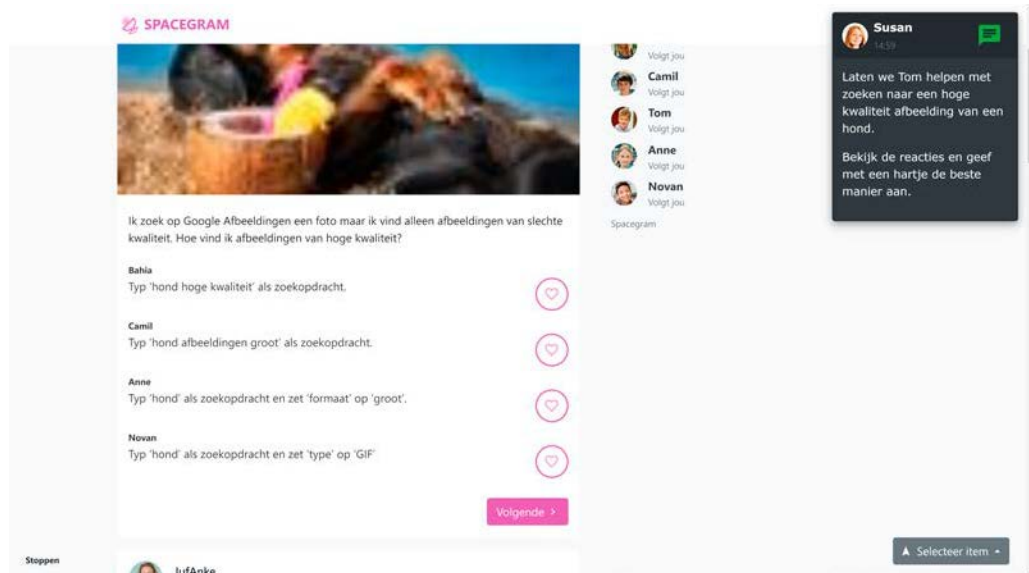 SPACEGRAM
Ik zoek op Google Afbeeldingen een foto maar ik vind alleen afbeeldingen van slechte
kwaliteit. Hoe vind ik afbeeldingen van hoge kwaliteit?
Bahia
Typ 'hond hoge kwaliteit' als zoekopdracht.
Camil
Typ 'hond afbeeldingen groot' als zoekopdracht.
Anne
Typ 'hond' als zoekopdracht en zet 'formaat' op 'groot'.
Novan
Typ 'hond' als zoekopdracht en zet 'type' op 'GIF'
Volgende >
JufAnke
Volgt jou
Camil
Volgt jou
Tom
Volgt jou
Anne
Volgt jou
Novan
Volgt jou
Spacegram
Susan
14:59
Laten we Tom helpen met
zoeken naar een hoge
kwaliteit afbeelding van een
hond.
Bekijk de reacties en geef
met een hartje de beste
manier aan.
Stoppen
Selecteer item